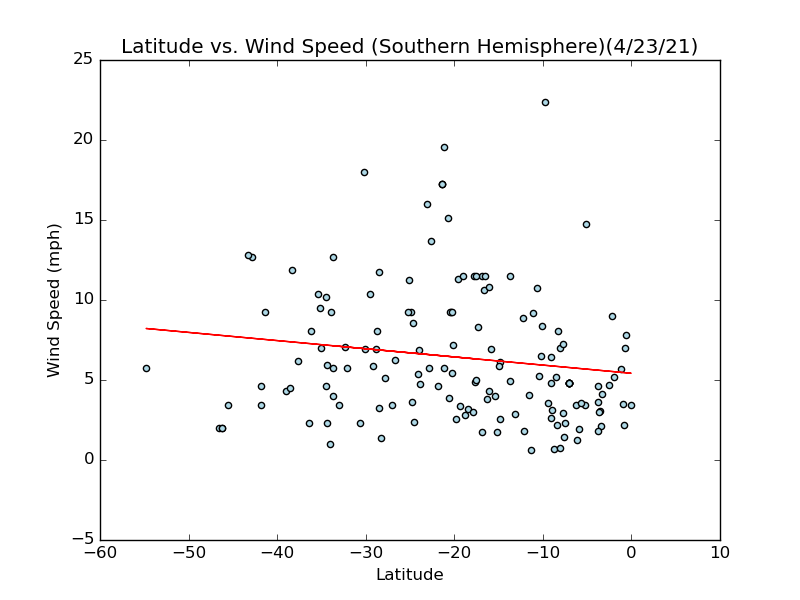 Latitude vs. Wind Speed (Southern Hemisphere)(4/23/21)
25
20
15
10
5
0
−5
Wind Speed (mph)
−60 −50 −40 −30 −20 −10 0 10
Latitude